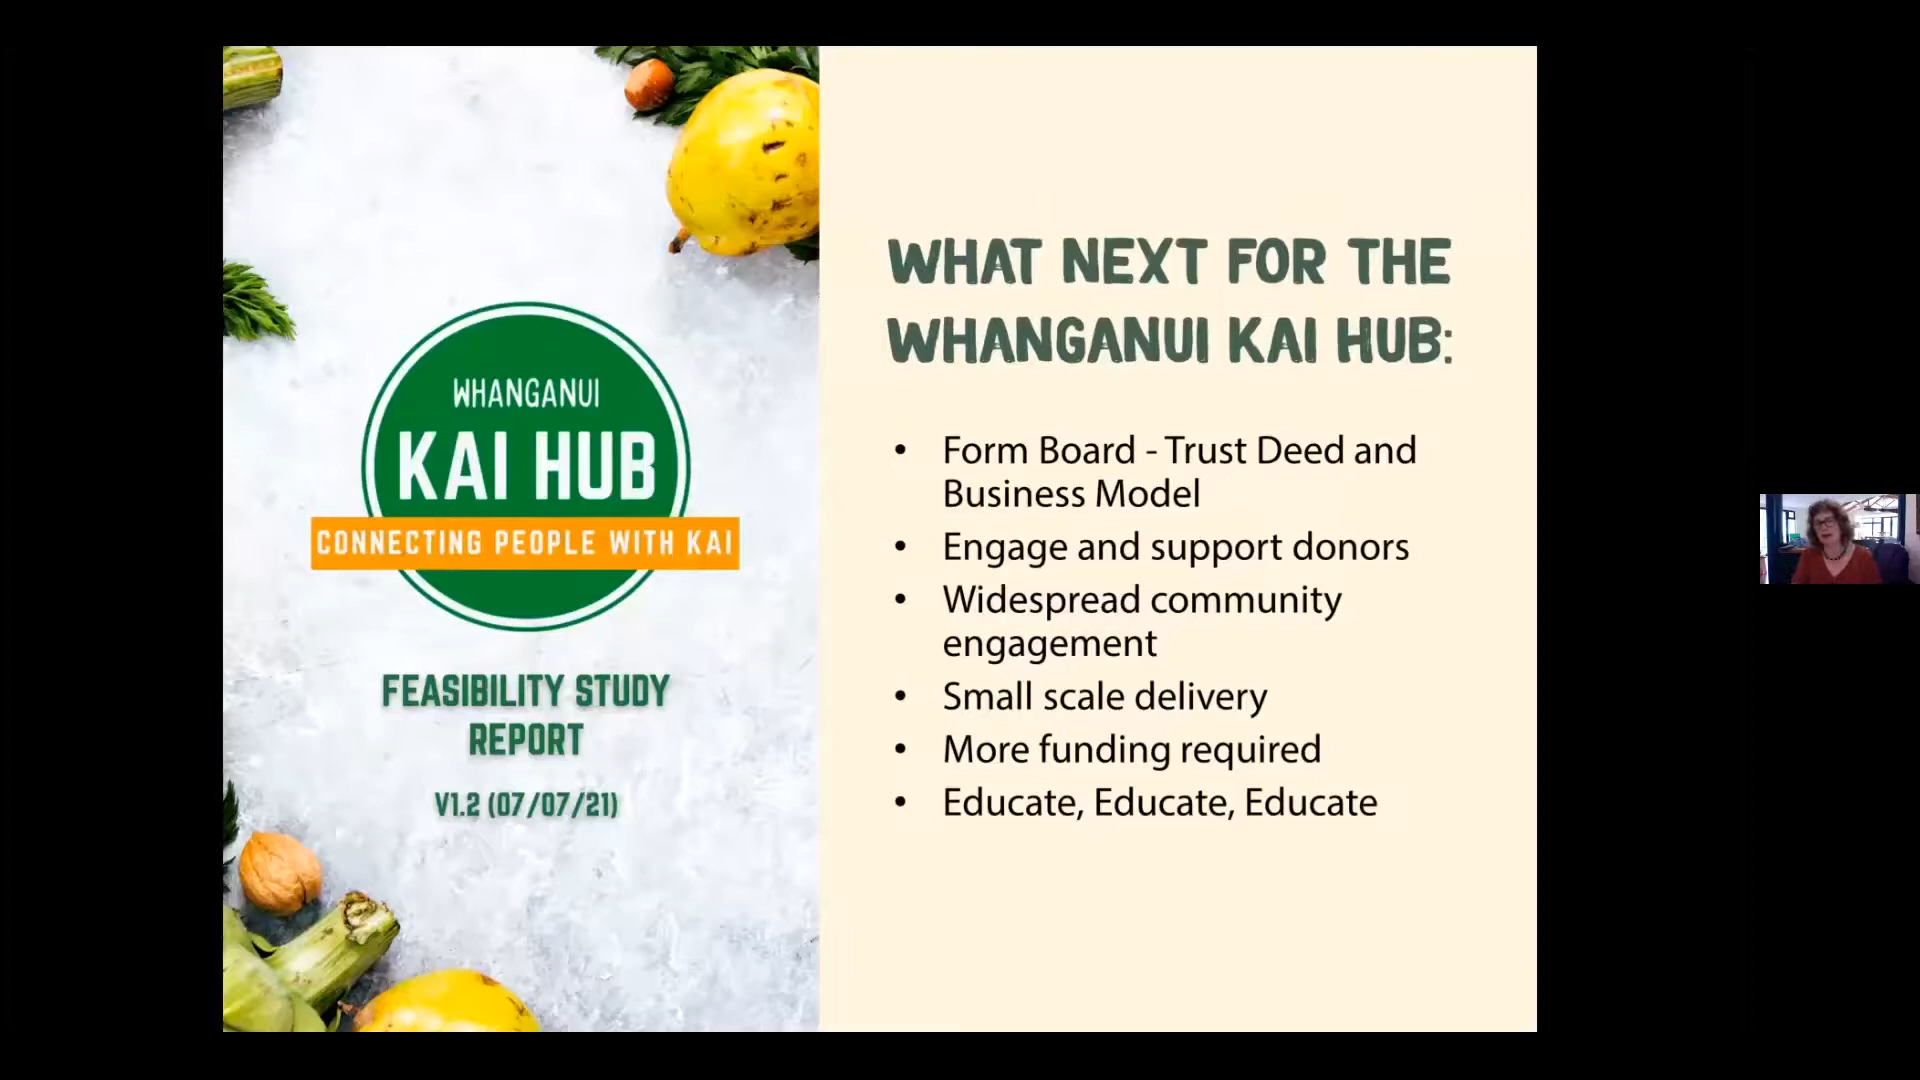 WHANGANUI
KAI HUB
CONNECTING PEOPLE WITH KAI
FEASIBILITY STUDY
REPORT
V1.2 (07/07/21)
WHAT NEXT FOR THE
WHANGANUI KAI HUB:
• Form Board - Trust Deed and
Business Model
• Engage and support donors
• Widespread community
engagement
• Small scale delivery
• More funding required
• Educate, Educate, Educate